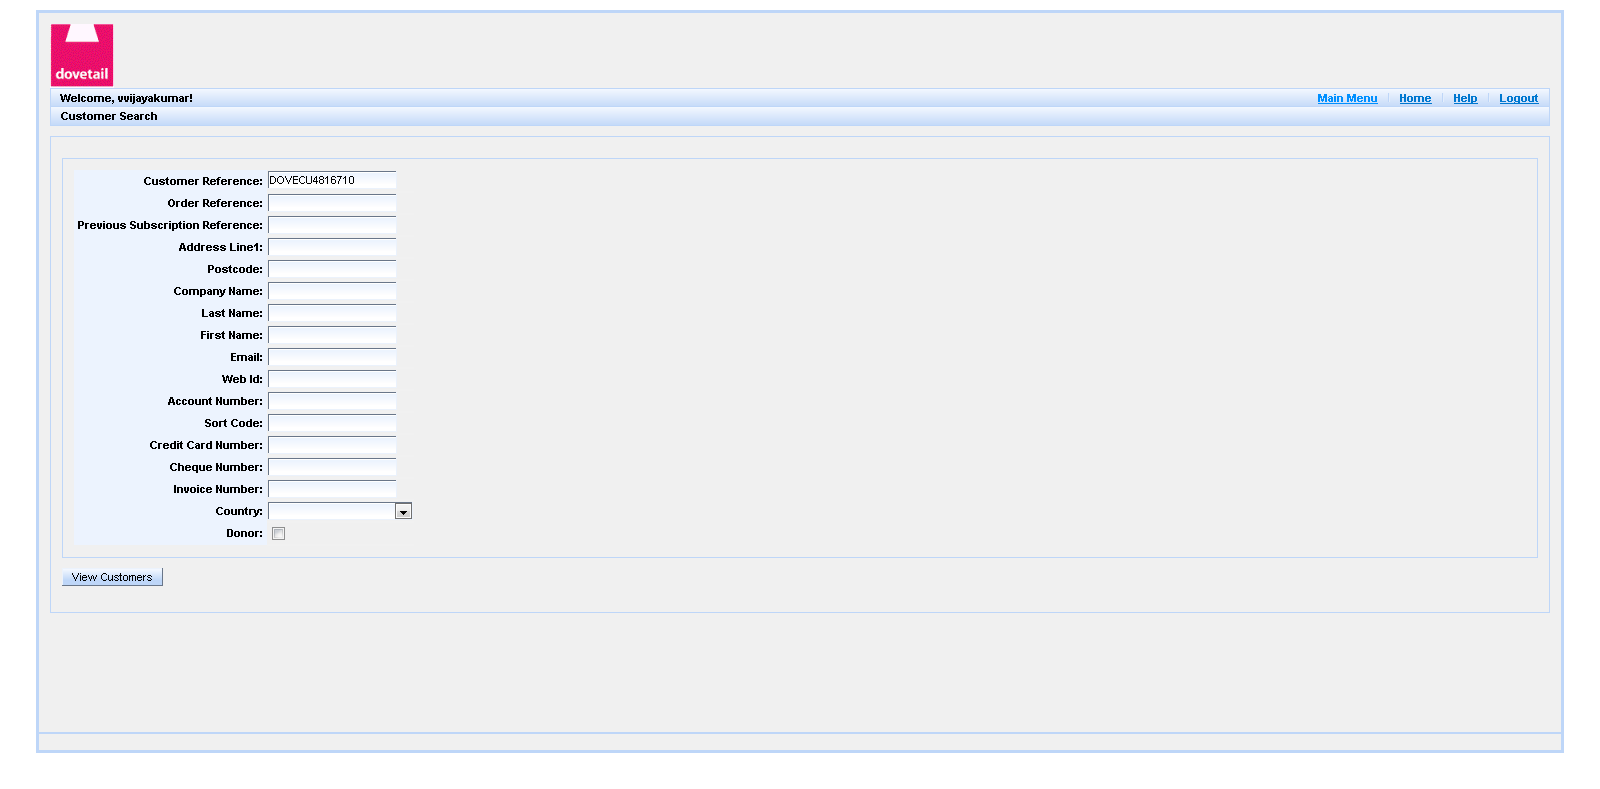 dovetail
Welcome, vvijayakumar!
Main Menu Home Help Logout
Customer Search
Customer Reference: DOVECU4816710
Order Reference:
Previous Subscription Reference:
Address Line1:
Postcode:
Company Name:
Last Name:
First Name:
Email:
Web Id:
Account Number:
Sort Code:
Credit Card Number:
Cheque Number:
Invoice Number:
Country:
Donor:
View Customers